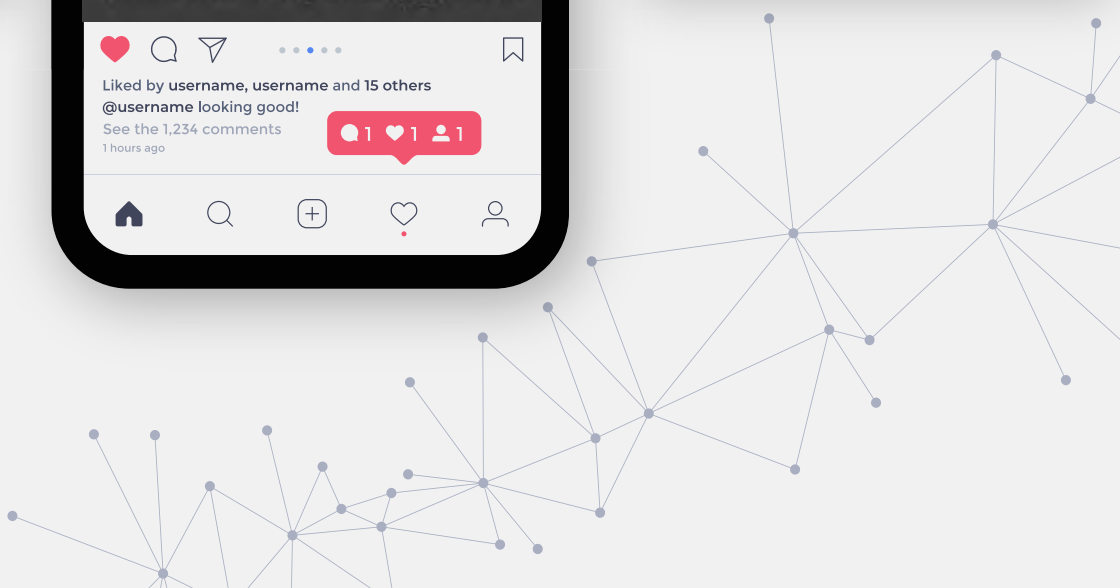 Liked by username, username and 15 others
@username looking good!
See the 1,234 comments
1 hours ago
1 1 1